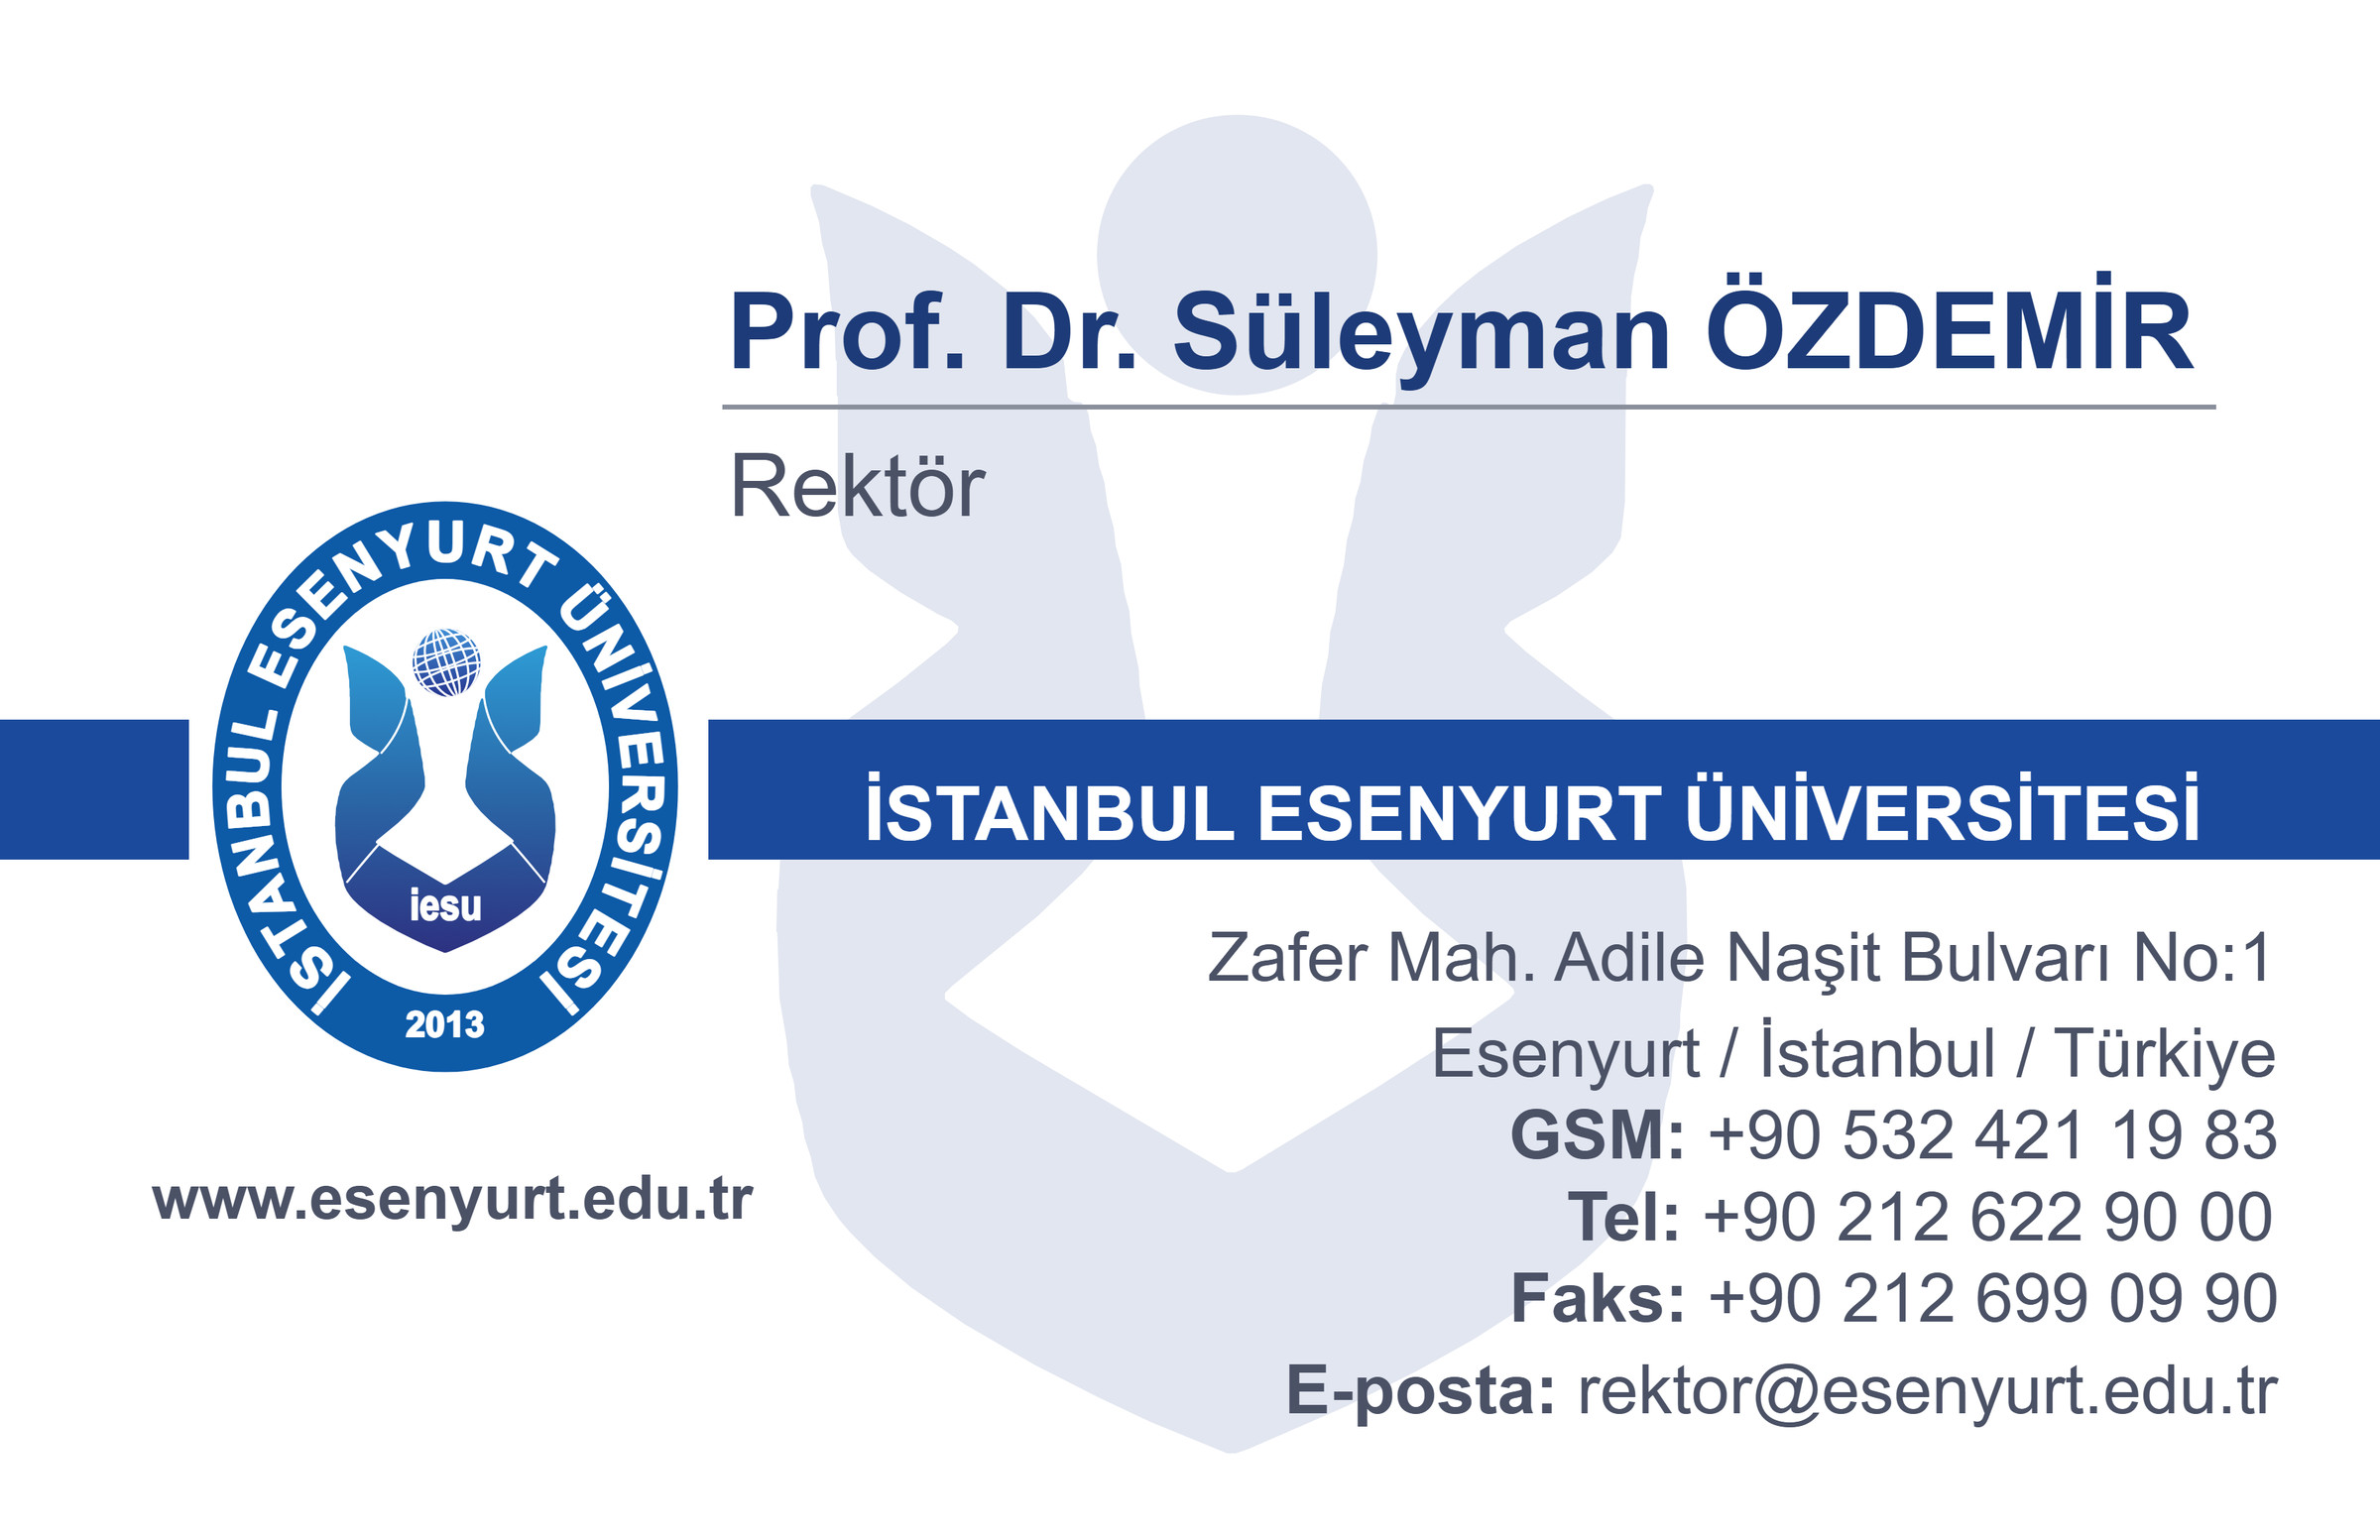 Prof. Dr. Süleyman ÖZDEMİR
Rektör
İSTANBUL ESENYURT ÜNİVERSİTESİ
iesu
2013
www.esenyurt.edu.tr
İSTANBUL ESENYURT ÜNİVERSİTESİ
Zafer Mah. Adile Naşit Bulvarı No:1
Esenyurt / İstanbul / Türkiye
GSM: +90 532 421 19 83
Tel: +90 212 622 90 00
Faks: +90 212 699 09 90
E-posta: rektor@esenyurt.edu.tr